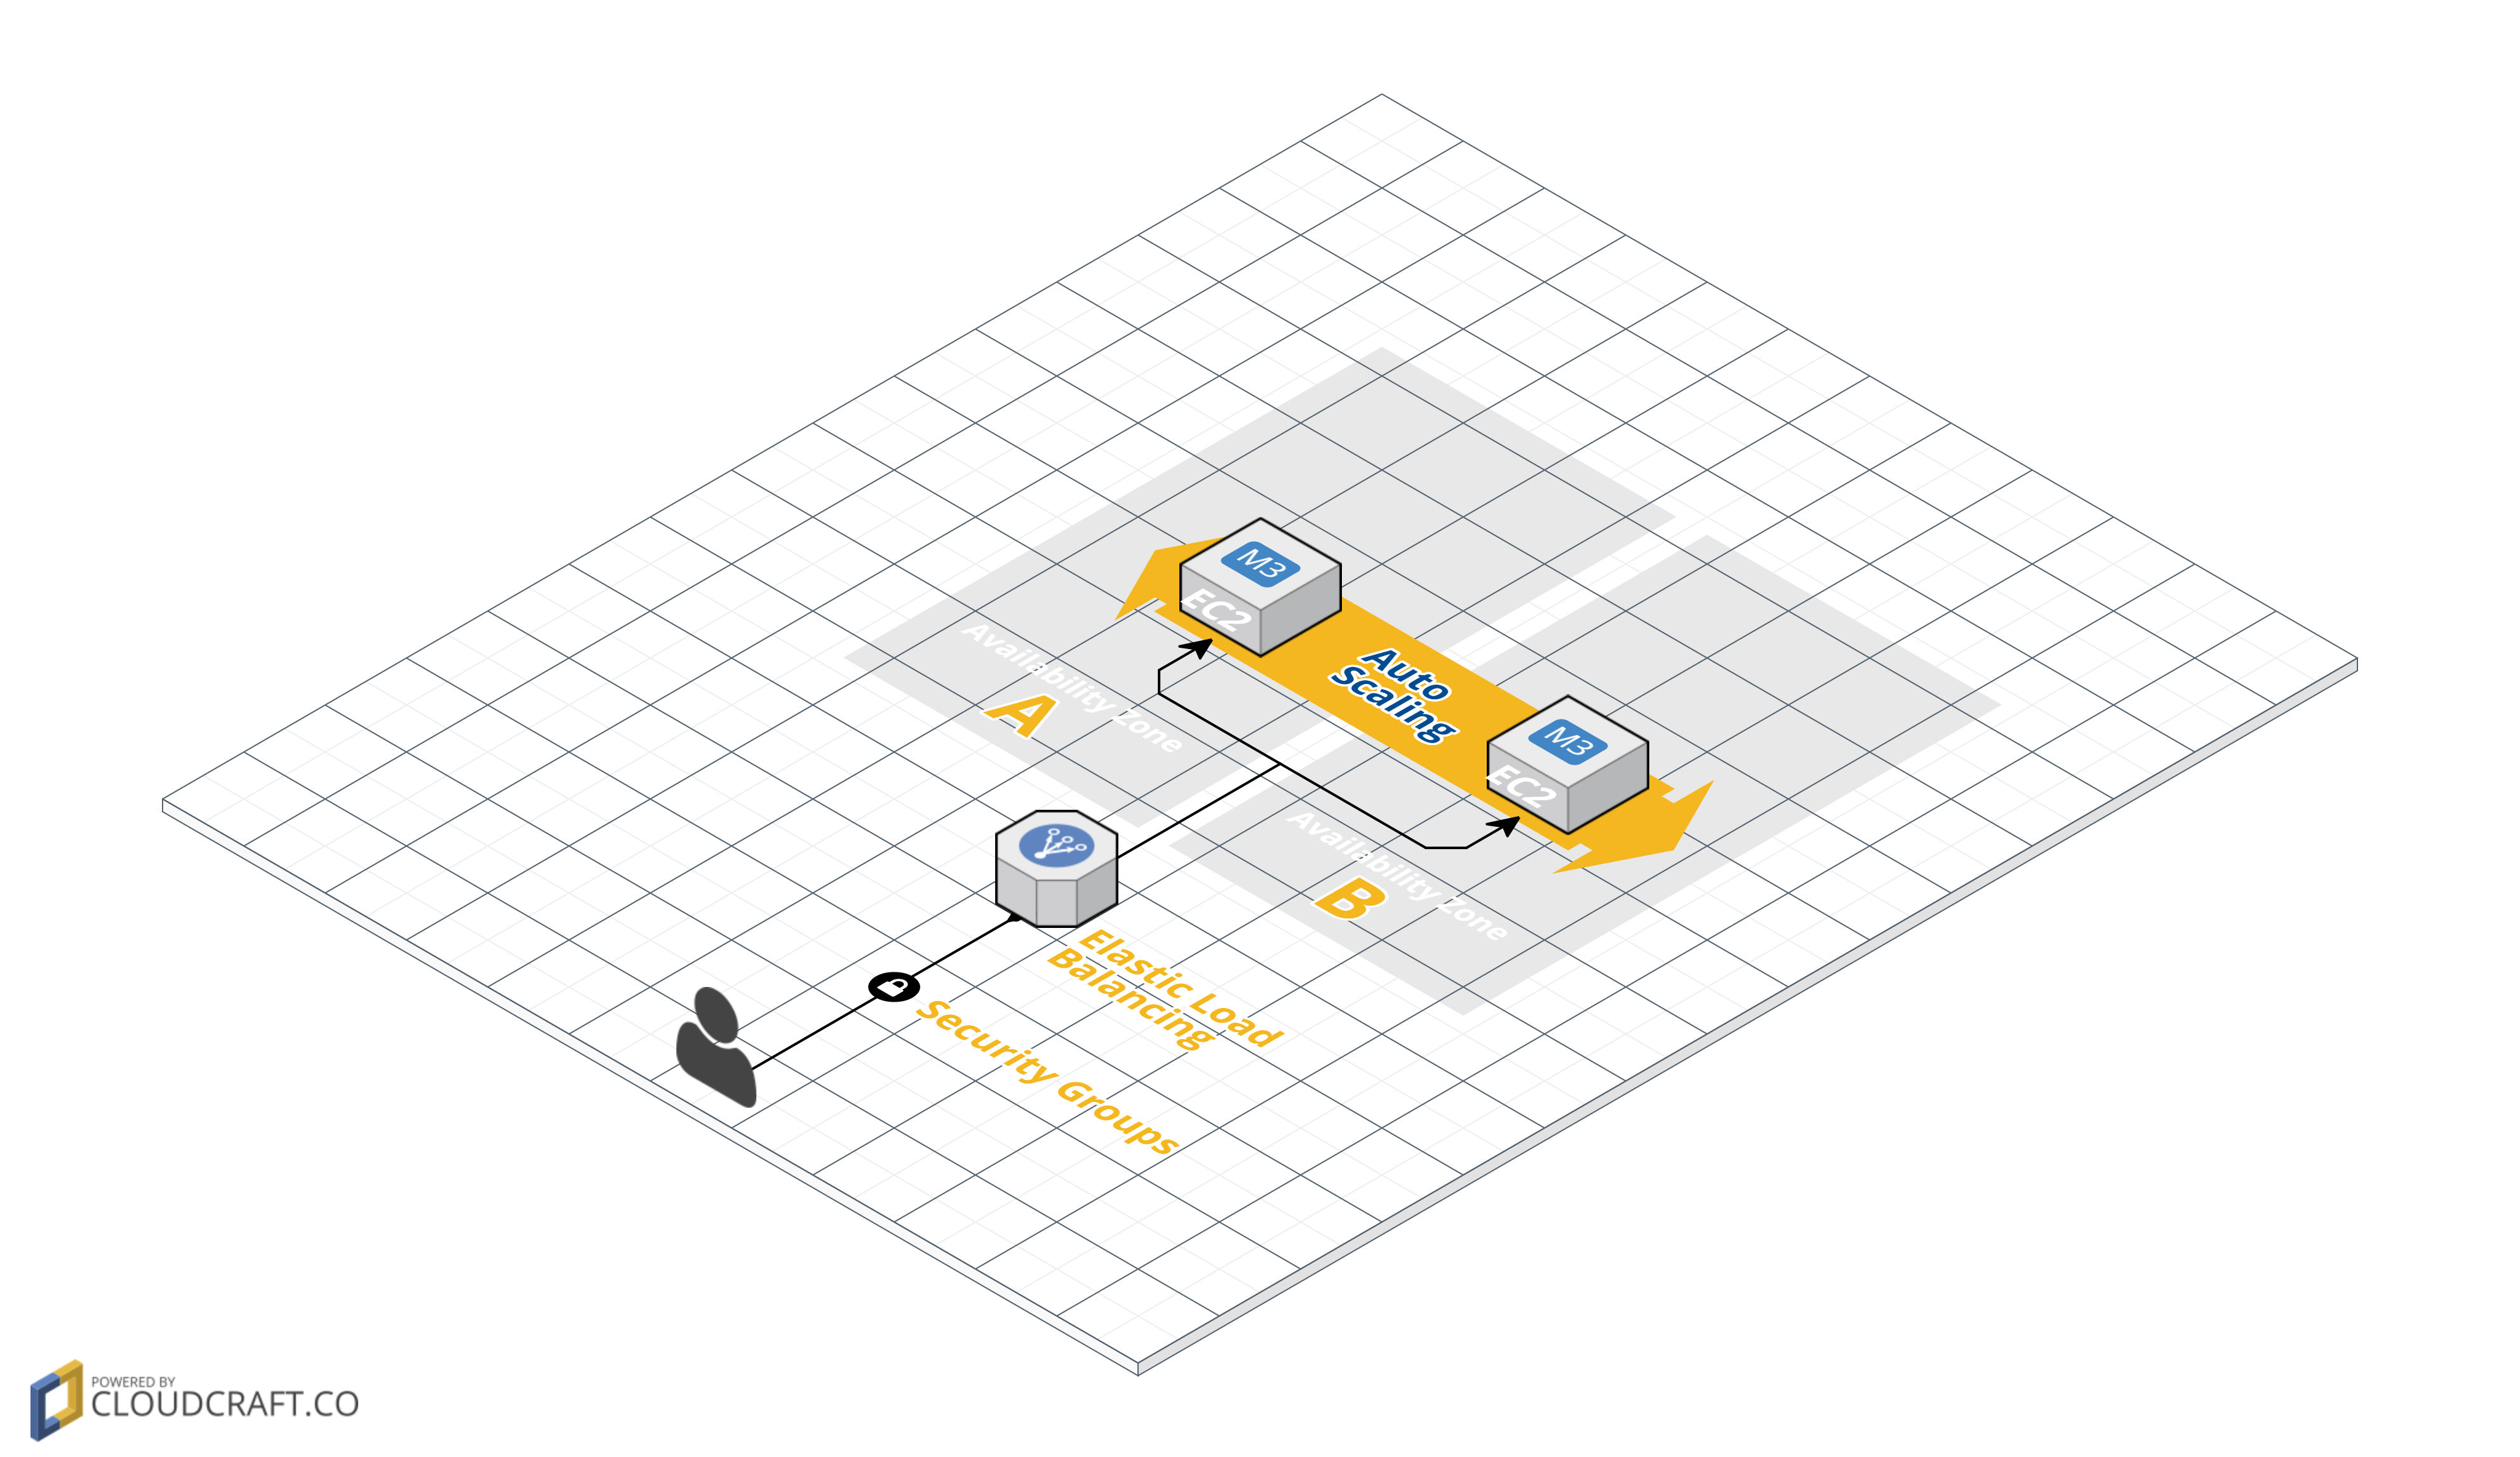 M3
EC2
Auto
Scaling
M3
EC2
Availability Zone
A
Availability Zone
B
Elastic Load
Balancing
Security Groups
POWERED BY
CLOUDCRAFT.CO